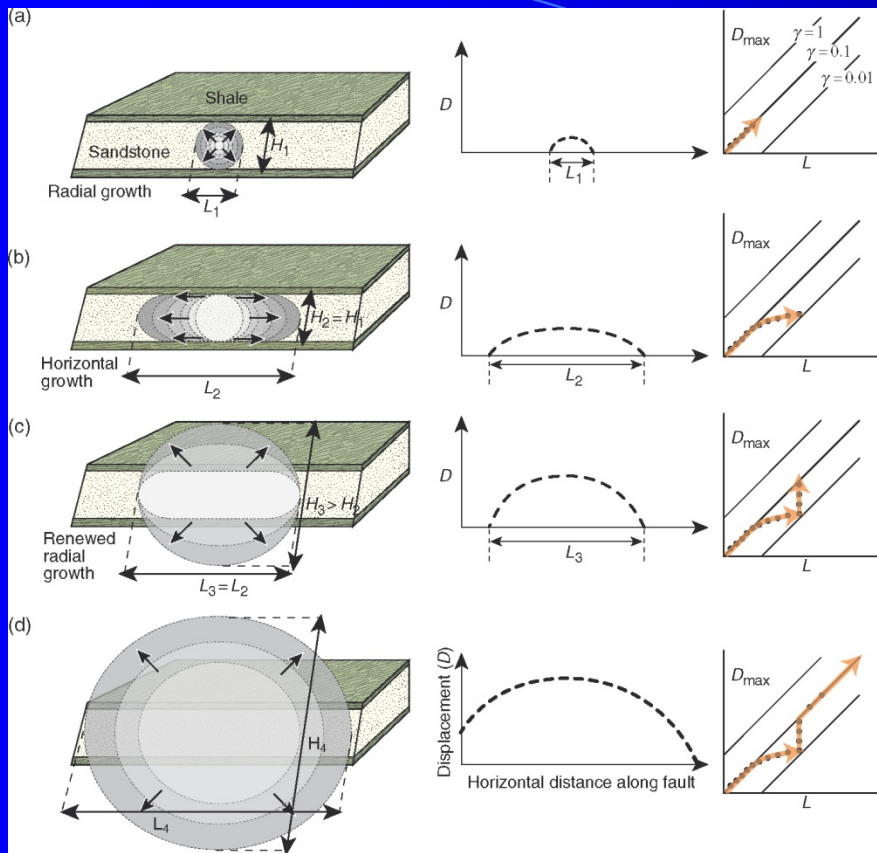 (a)
Shale
Sandstone
H₁
Radial growth
L₁
D
L₁
Dmax
γ=1
γ=0.1
γ=0.01
L
(b)
H₂ = H₁
Horizontal
growth
L₂
D
L₂
Dmax
L
(c)
H₃ > H₂
Renewed
radial
growth
L₃ = L₂
D
L₃
Dmax
L
(d)
H₄
L₄
Displacement (D)
Horizontal distance along fault
Dmax
L